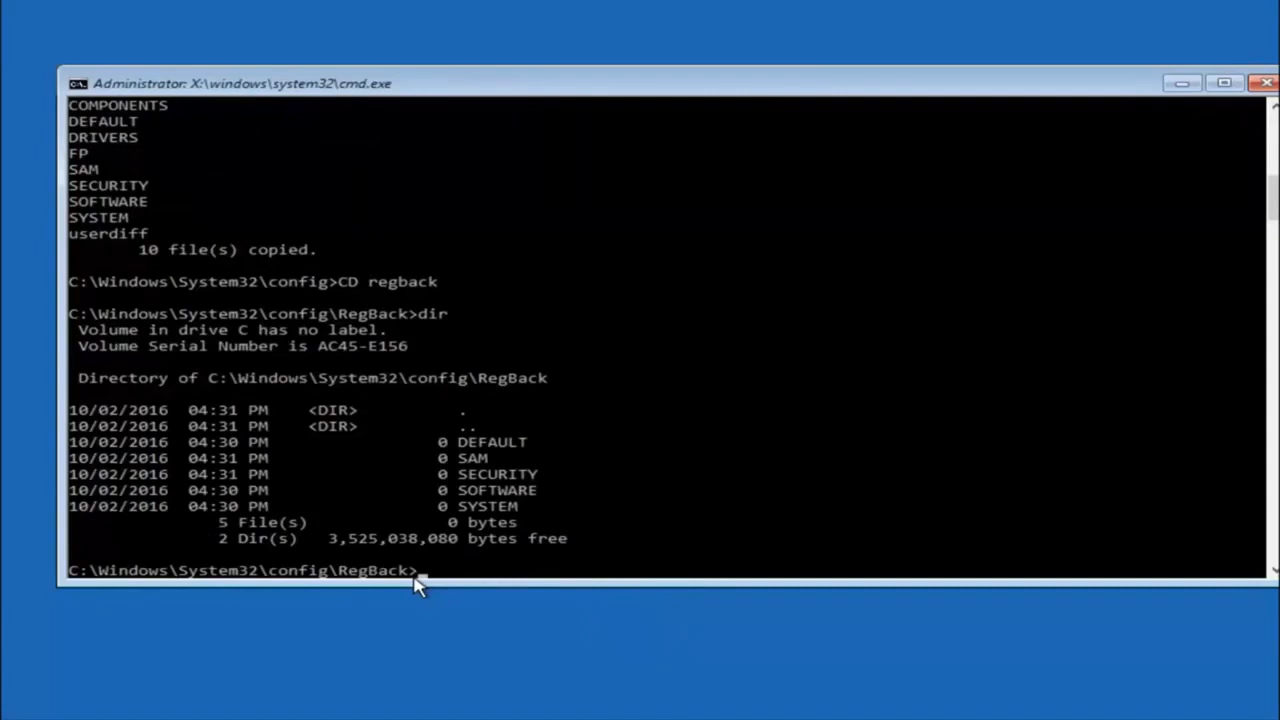 Administrator: X:\windows\system32\cmd.exe
COMPONENTS
DEFAULT
DRIVERS
FP
SAM
SECURITY
SOFTWARE
SYSTEM
userdiff
10 file(s) copied.
C:\Windows\System32\config>CD regback
C:\Windows\System32\config\RegBack>dir
Volume in drive C has no label.
Volume Serial Number is AC45-E156
Directory of C:\Windows\System32\config\RegBack
10/02/2016 04:31 PM <DIR> .
10/02/2016 04:31 PM <DIR> ..
10/02/2016 04:30 PM 0 DEFAULT
10/02/2016 04:31 PM 0 SAM
10/02/2016 04:31 PM 0 SECURITY
10/02/2016 04:30 PM 0 SOFTWARE
10/02/2016 04:30 PM 0 SYSTEM
5 File(s) 0 bytes
2 Dir(s) 3,525,038,080 bytes free
C:\Windows\System32\config\RegBack>_